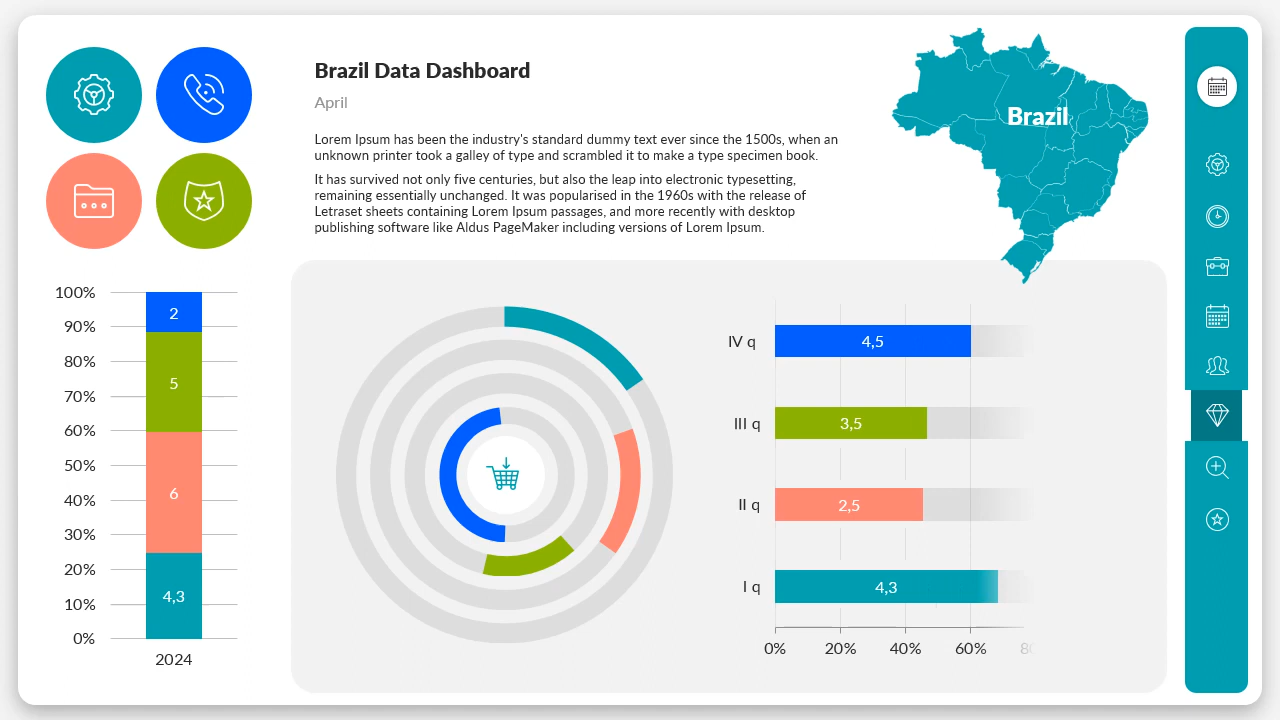 Brazil Data Dashboard
April
Lorem Ipsum has been the industry's standard dummy text ever since the 1500s, when an
unknown printer took a galley of type and scrambled it to make a type specimen book.
It has survived not only five centuries, but also the leap into electronic typesetting,
remaining essentially unchanged. It was popularised in the 1960s with the release of
Letraset sheets containing Lorem Ipsum passages, and more recently with desktop
publishing software like Aldus PageMaker including versions of Lorem Ipsum.
Brazil
100%
90%
80%
70%
60%
50%
40%
30%
20%
10%
0%
2
5
6
4,3
2024
IV q
4,5
III q
3,5
II q
2,5
I q
4,3
0%
20%
40%
60%